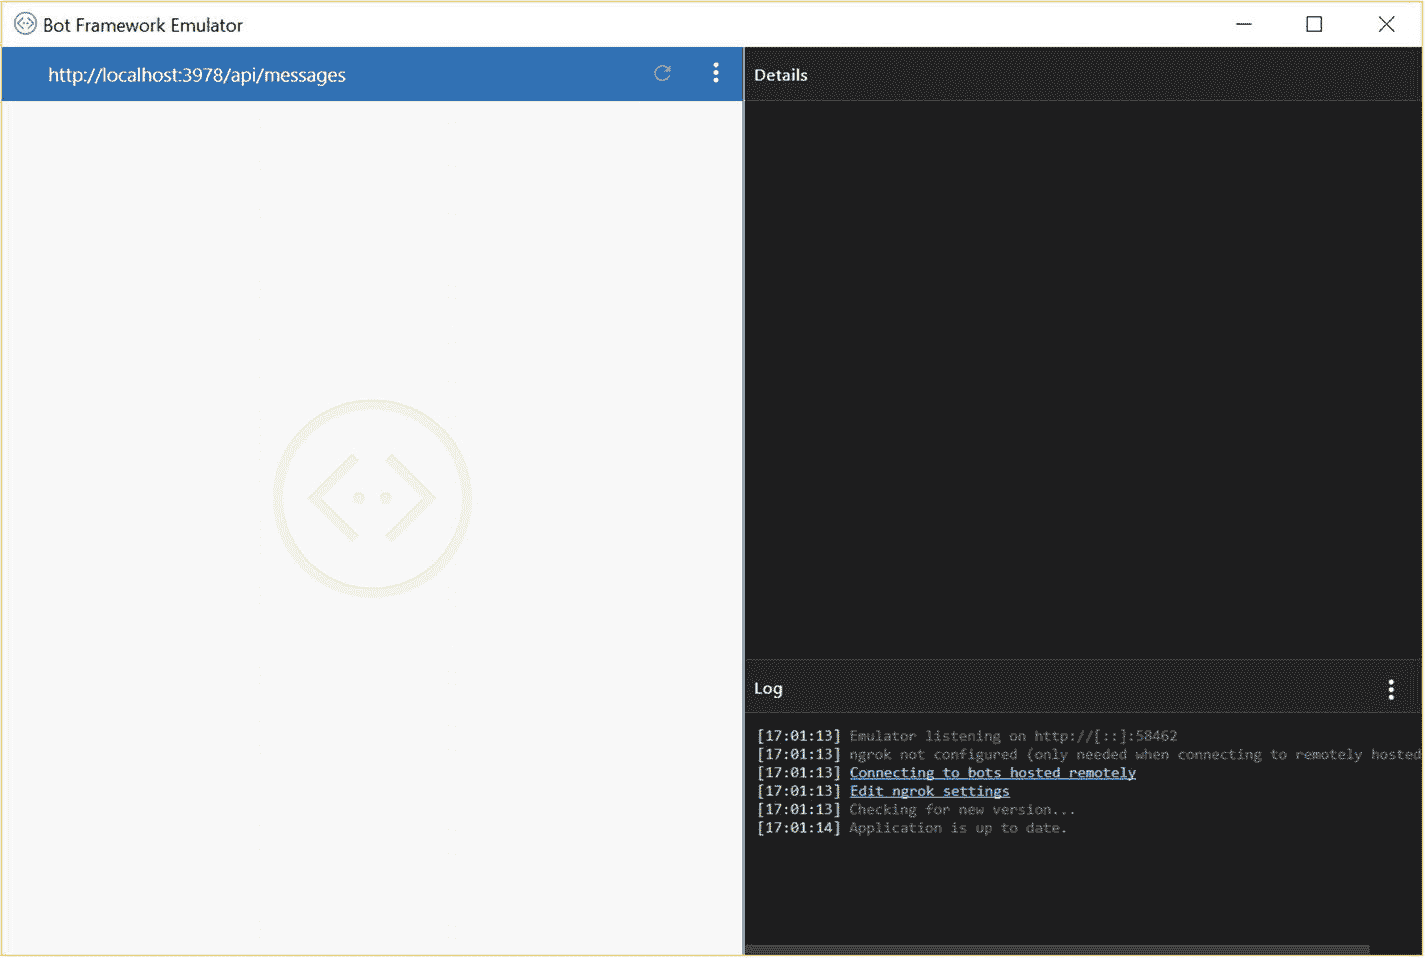 Bot Framework Emulator
http://localhost:3978/api/messages
Details
Log
[17:01:13] Emulator listening on http://[::]:58462
[17:01:13] ngrok not configured (only needed when connecting to remotely hosted
[17:01:13] Connecting to bots hosted remotely
[17:01:13] Edit ngrok settings
[17:01:13] Checking for new version...
[17:01:14] Application is up to date.